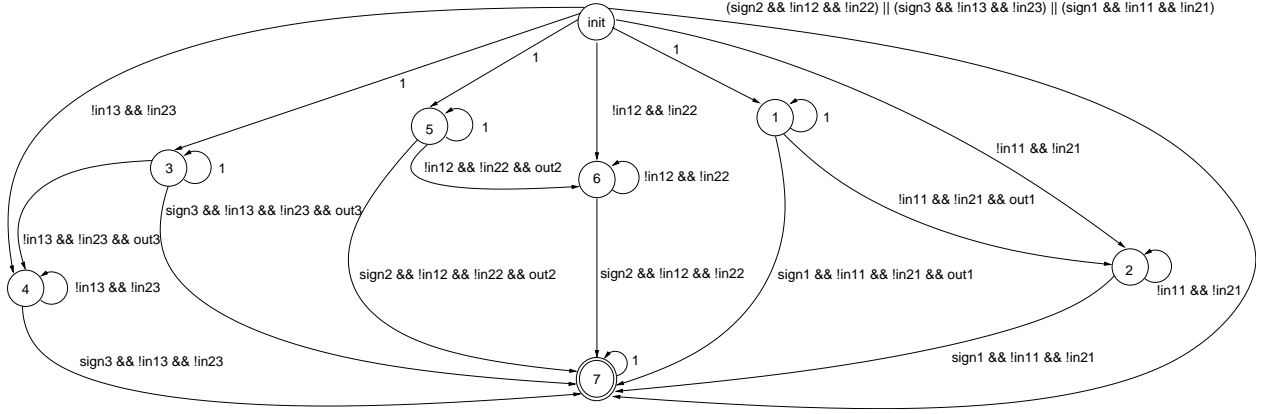 (sign2 && !in12 && !in22) || (sign3 && !in13 && !in23) || (sign1 && !in11 && !in21)
init
1
1
1
!in13 && !in23
!in12 && !in22
1
1
5
1
!in11 && !in21
3
1
!in12 && !in22 && out2
6
!in12 && !in22
!in11 && !in21 && out1
sign3 && !in13 && !in23 && out3
!in13 && !in23 && out3
2
!in11 && !in21
4
!in13 && !in23
sign2 && !in12 && !in22 && out2
sign2 && !in12 && !in22
sign1 && !in11 && !in21 && out1
sign3 && !in13 && !in23
7
1
sign1 && !in11 && !in21